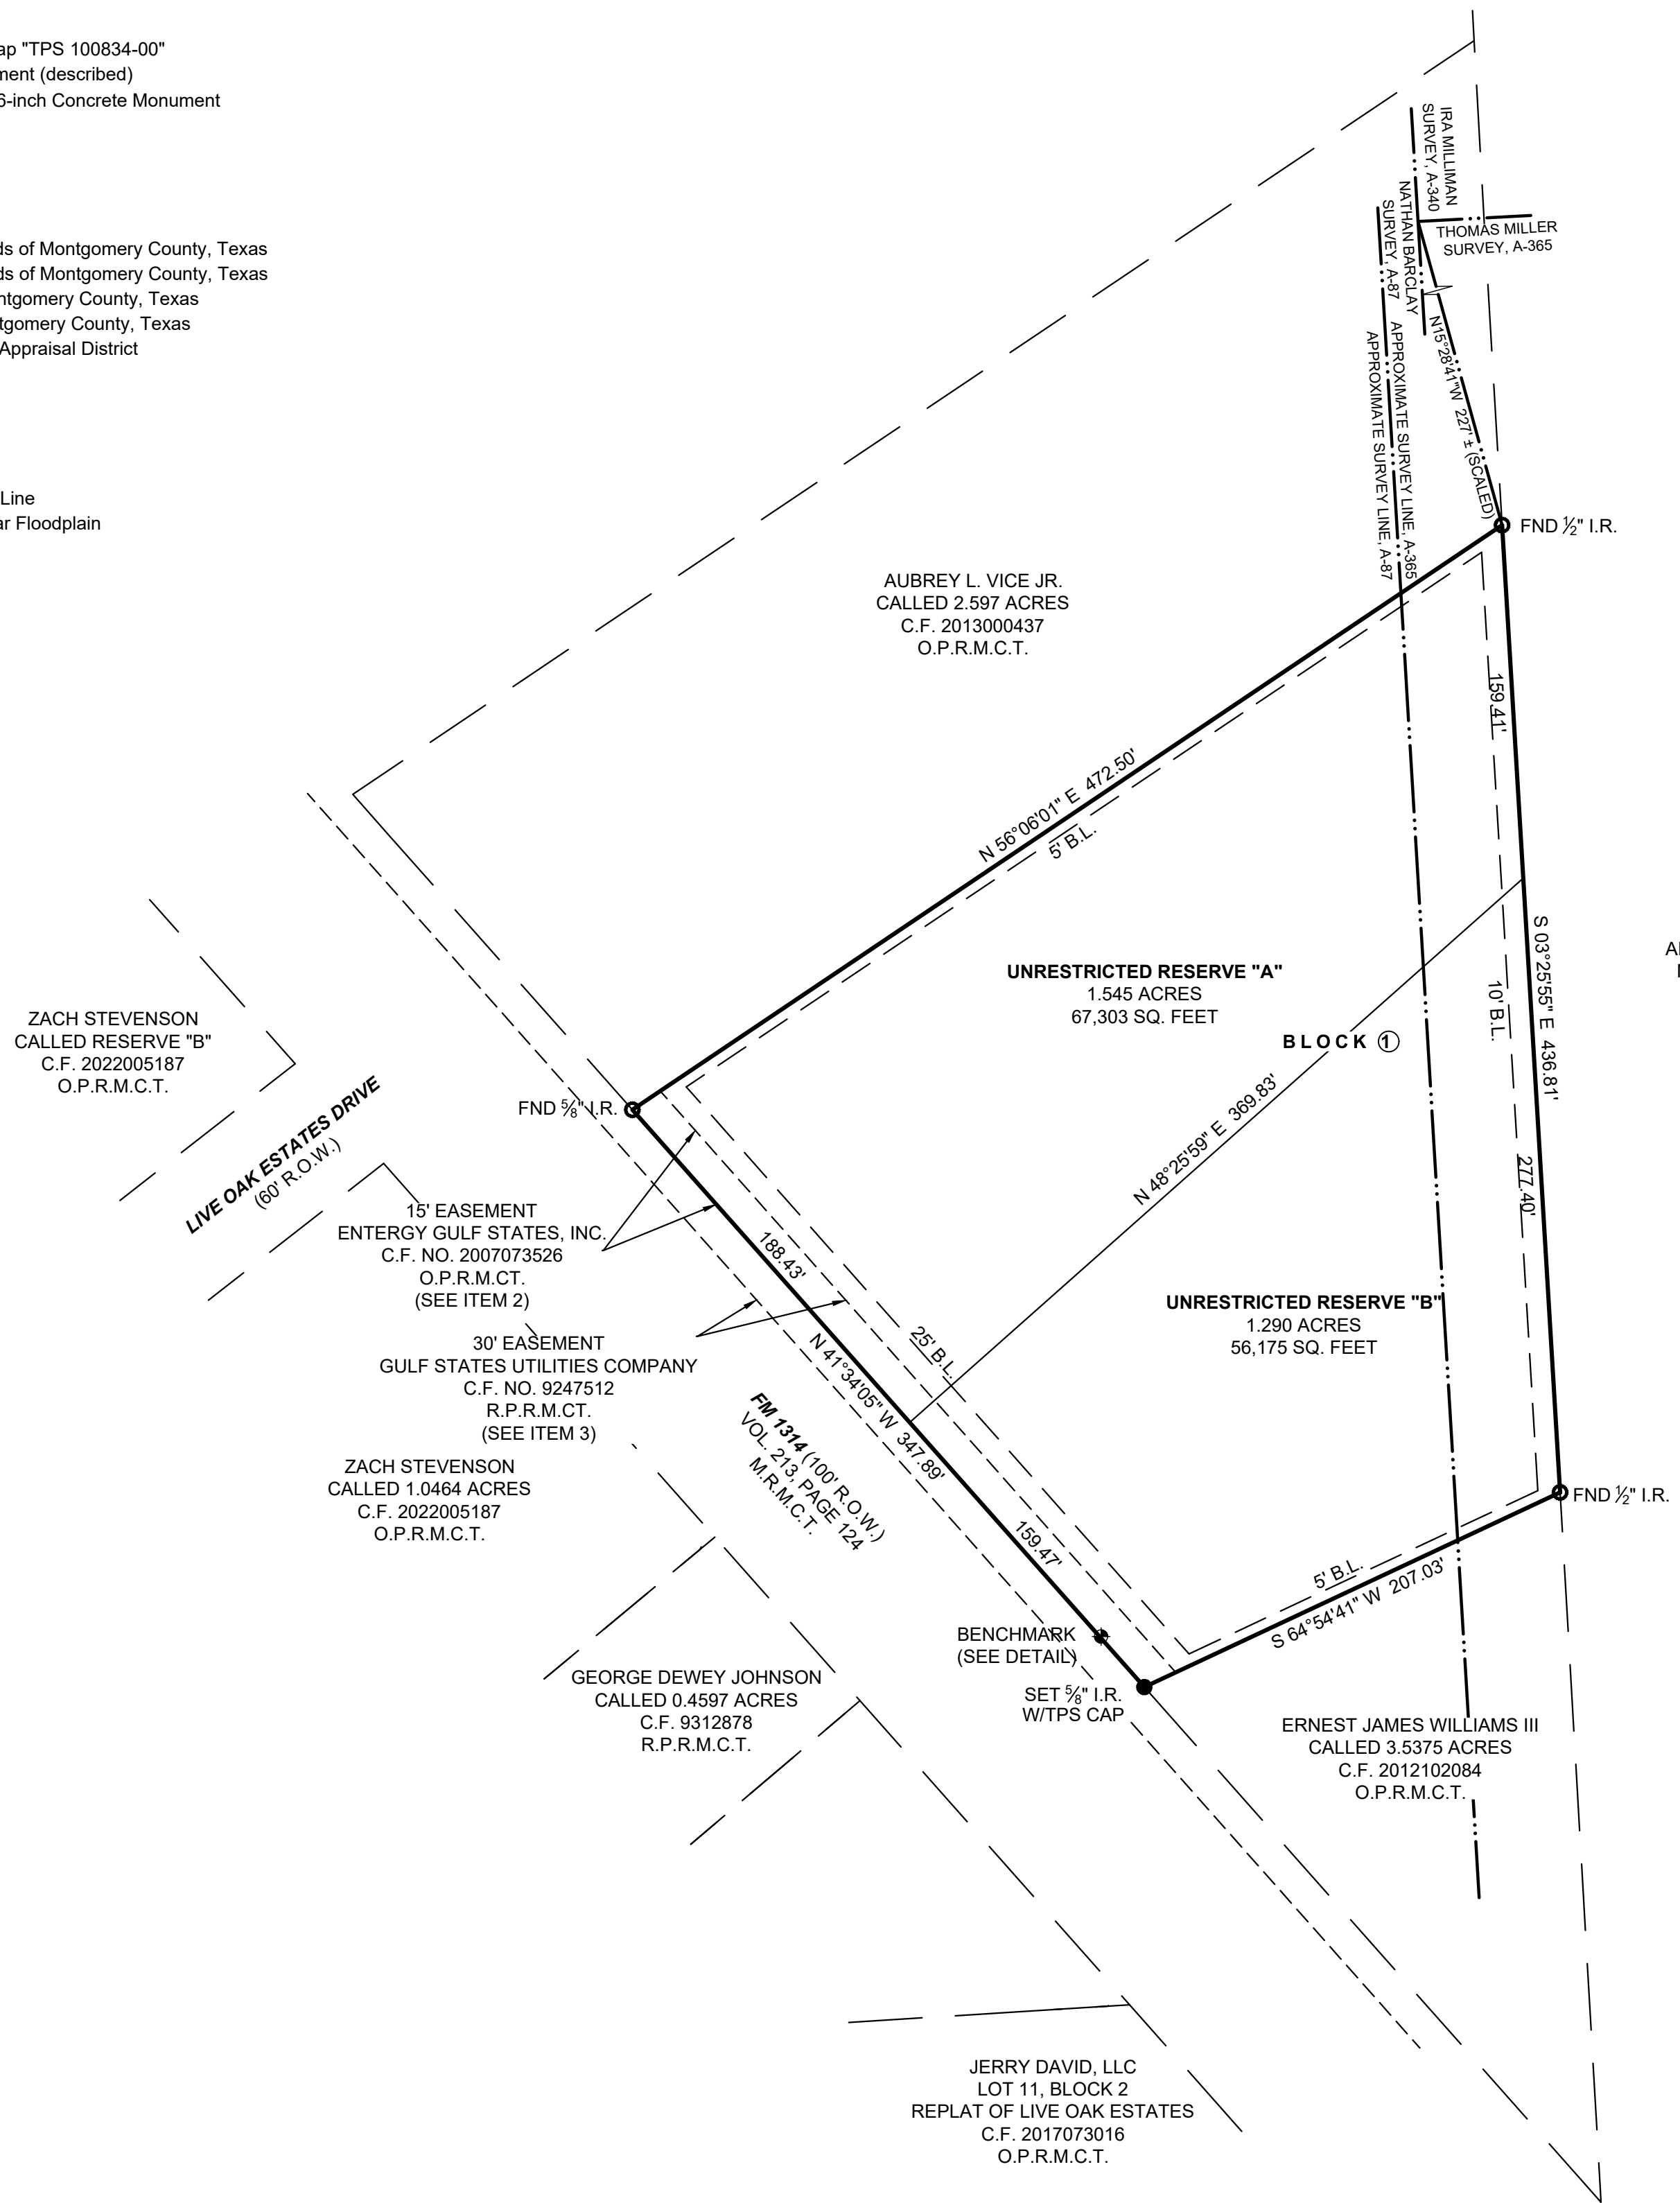 ap "TPS 100834-00"
ment (described)
6-inch Concrete Monument
ds of Montgomery County, Texas
ds of Montgomery County, Texas
ntgomery County, Texas
tgomery County, Texas
Appraisal District
Line
ar Floodplain
IRA MILLIMAN
SURVEY, A-340
NATHAN BARCLAY
SURVEY, A-87
THOMAS MILLER
SURVEY, A-365
N15°28'41"W 227' ± (SCALED)
APPROXIMATE SURVEY LINE, A-365
APPROXIMATE SURVEY LINE, A-87
FND 1/2" I.R.
AUBREY L. VICE JR.
CALLED 2.597 ACRES
C.F. 2013000437
O.P.R.M.C.T.
159.41'
N 56°06'01" E 472.50'
5' B.L.
UNRESTRICTED RESERVE "A"
1.545 ACRES
67,303 SQ. FEET
BLOCK 1
S 03°25'55" E 436.81'
10' B.L.
N 48°25'59" E 369.83'
277.40'
ZACH STEVENSON
CALLED RESERVE "B"
C.F. 2022005187
O.P.R.M.C.T.
LIVE OAK ESTATES DRIVE
(60' R.O.W.)
FND 5/8" I.R.
15' EASEMENT
ENTERGY GULF STATES, INC.
C.F. NO. 2007073526
O.P.R.M.CT.
(SEE ITEM 2)
188.43'
30' EASEMENT
GULF STATES UTILITIES COMPANY
C.F. NO. 9247512
R.P.R.M.CT.
(SEE ITEM 3)
25' B.L.
N 41°34'05" W 347.89'
UNRESTRICTED RESERVE "B"
1.290 ACRES
56,175 SQ. FEET
ZACH STEVENSON
CALLED 1.0464 ACRES
C.F. 2022005187
O.P.R.M.C.T.
FM 1314 (100' R.O.W.)
VOL. 213, PAGE 124
M.R.M.C.T.
159.47'
FND 1/2" I.R.
5' B.L.
S 64°54'41" W 207.03'
BENCHMARK
(SEE DETAIL)
SET 5/8" I.R.
W/TPS CAP
GEORGE DEWEY JOHNSON
CALLED 0.4597 ACRES
C.F. 9312878
R.P.R.M.C.T.
ERNEST JAMES WILLIAMS III
CALLED 3.5375 ACRES
C.F. 2012102084
O.P.R.M.C.T.
JERRY DAVID, LLC
LOT 11, BLOCK 2
REPLAT OF LIVE OAK ESTATES
C.F. 2017073016
O.P.R.M.C.T.